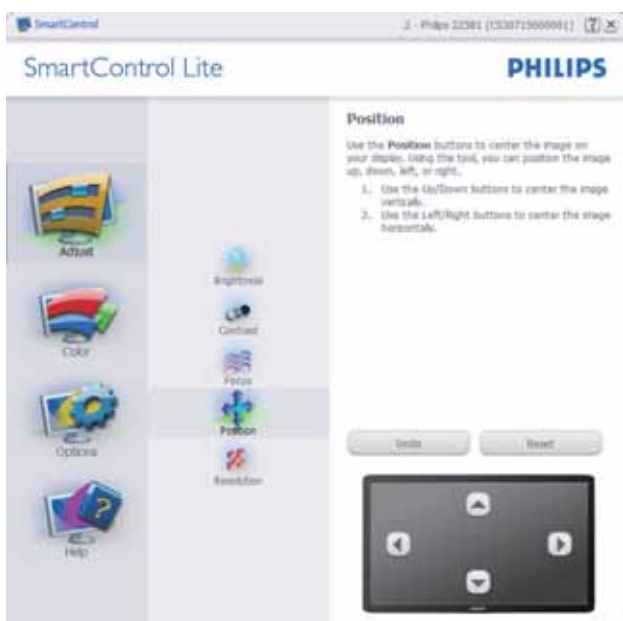 SmartControl
SmartControl Lite
PHILIPS
Adjust
Color
Options
Help
Brightness
Contrast
Focus
Position
Resolution
Position
Use the Position buttons to center the image on
your display. Using the tool, you can position the image
up, down, left, or right.
1. Use the Up/Down buttons to center the image
vertically.
2. Use the Left/Right buttons to center the image
horizontally.
Undo
Reset